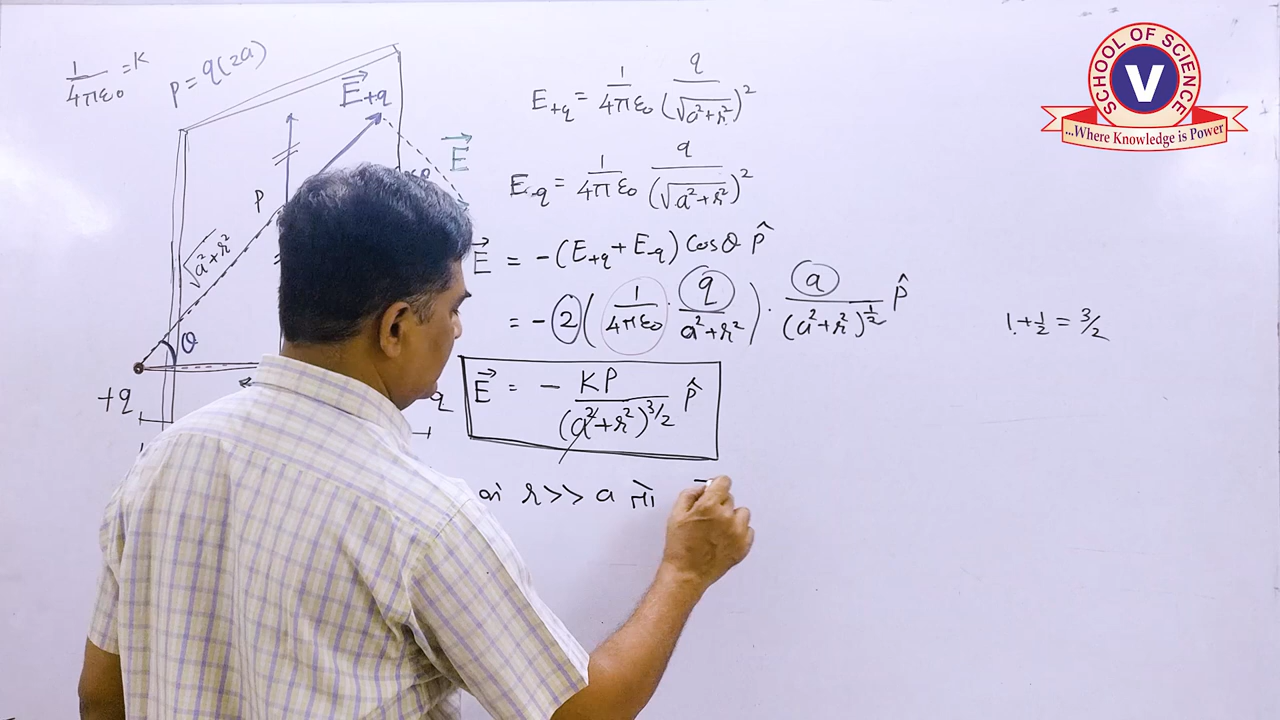 SCHOOL OF SCIENCE
V
...Where Knowledge is Power
1/4πε₀ = K
P = q(2a)
E⃗+q
E⃗
P
√a²+r²
θ
+q
q
E+q = 1/4πε₀ q/(√a²+r²)²
E-q = 1/4πε₀ q/(√a²+r²)²
E⃗ = -(E+q + E-q) Cosθ P̂
= - 2 ( 1/4πε₀ . q/a²+r² ) . a/(a²+r²)^1/2 P̂
1 + 1/2 = 3/2
E⃗ = - KP/(a²+r²)^3/2 P̂
r >> a